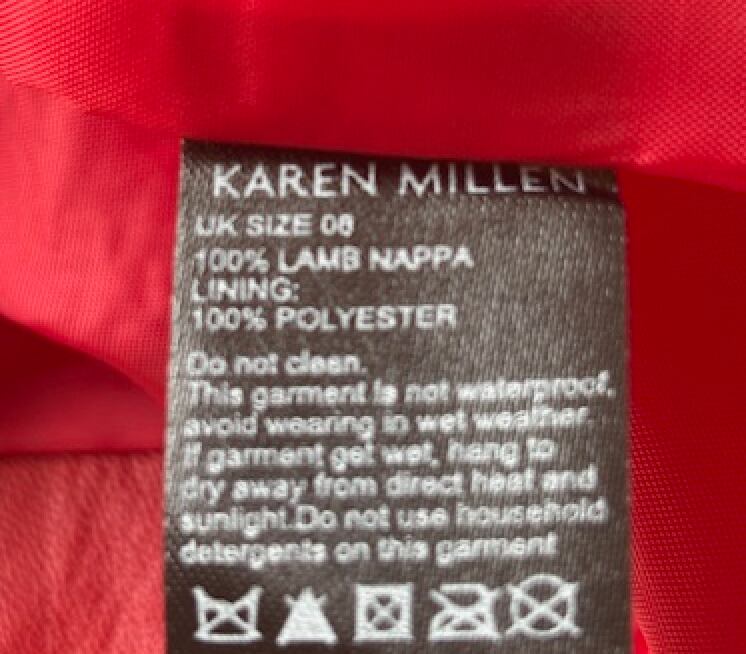 KAREN MILLEN
UK SIZE 08
100% LAMB NAPPA
LINING:
100% POLYESTER
Do not clean.
This garment is not waterproof,
avoid wearing in wet weather
If garment get wet, hang to
dry away from direct heat and
sunlight.Do not use household
detergents on this garment